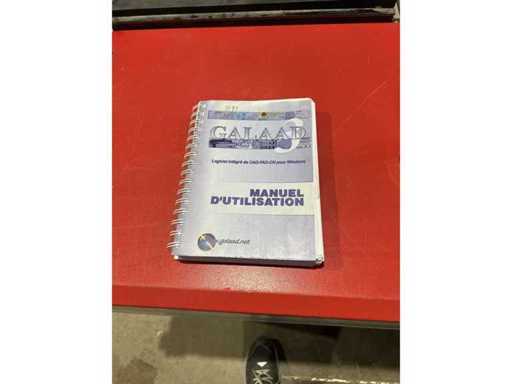 GALAAD
Logiciel intégré de CAO-FAO-CN pour Windows
MANUEL
D'UTILISATION
galaad.net